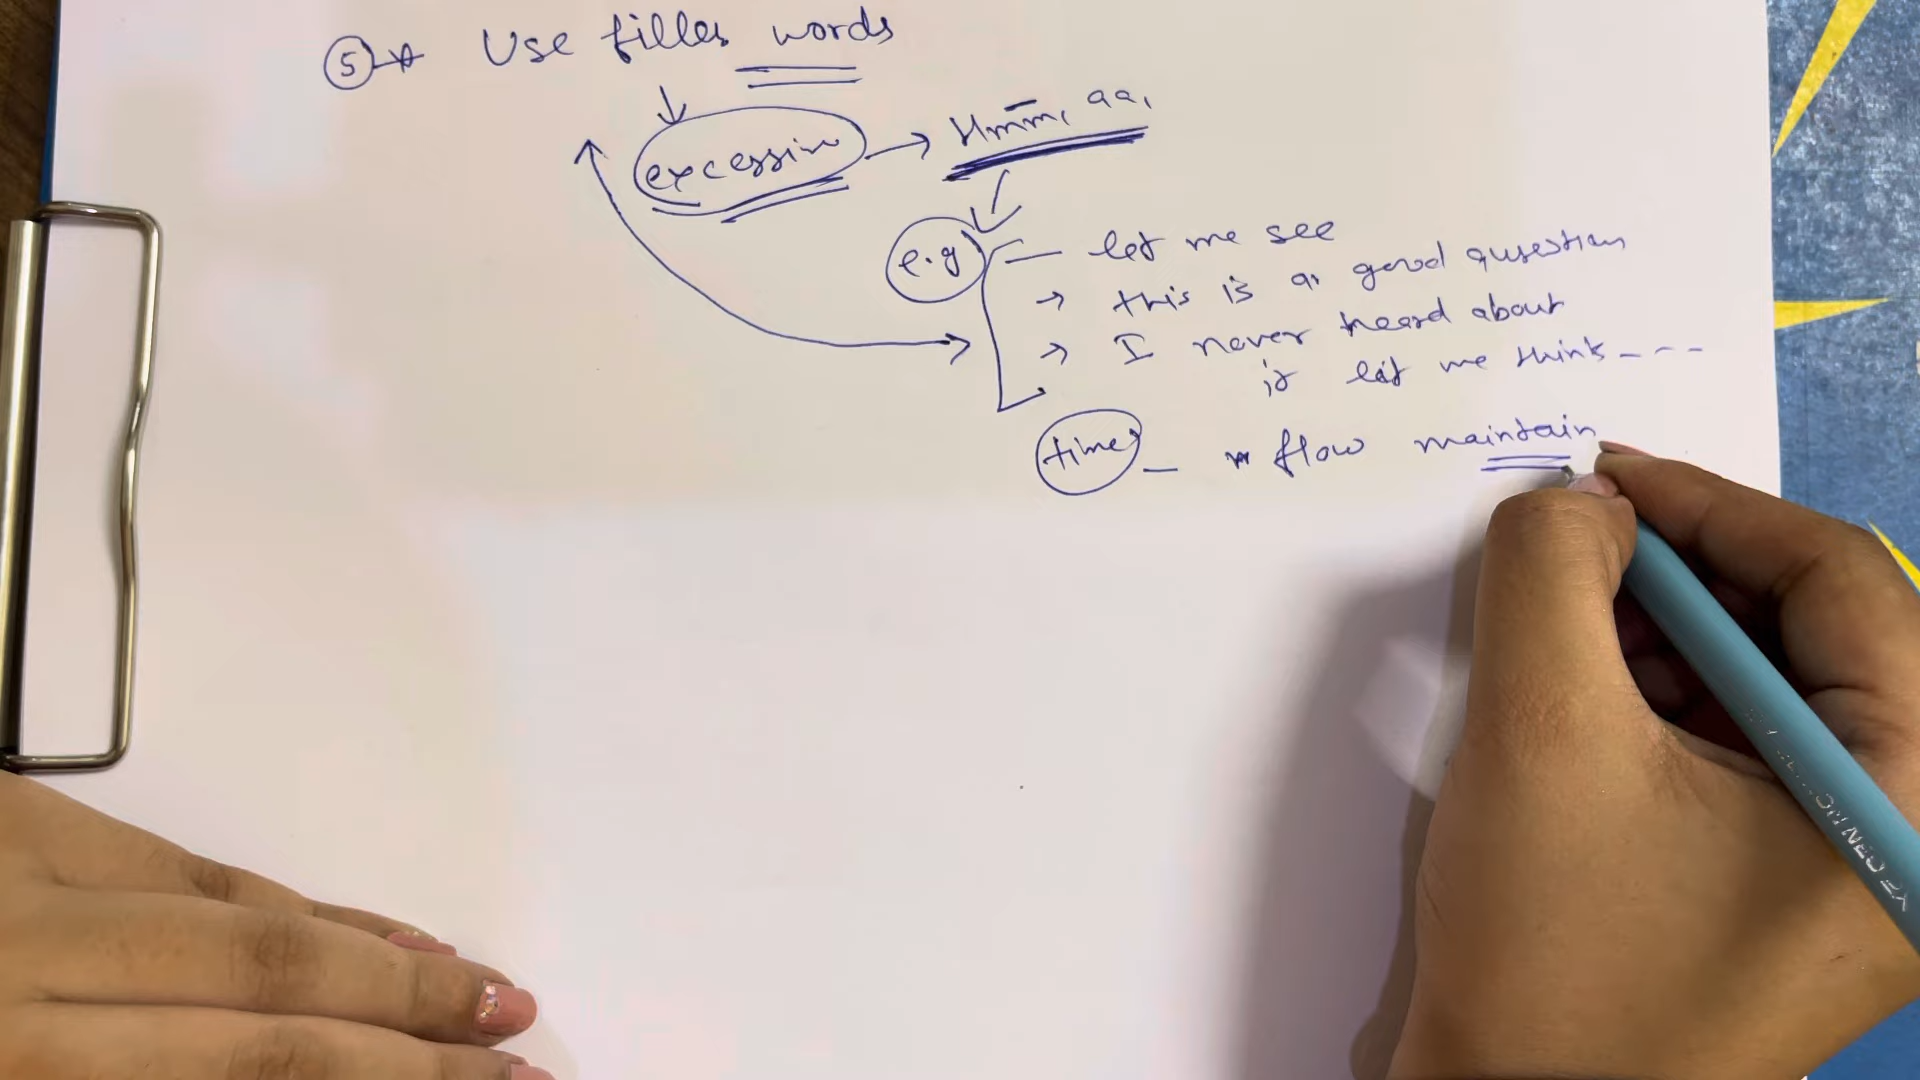 5 Use filler words
excessive → Hmm, aa,
e.g — let me see
→ this is a good question
→ I never heard about
it let me think ----
time — flow maintain